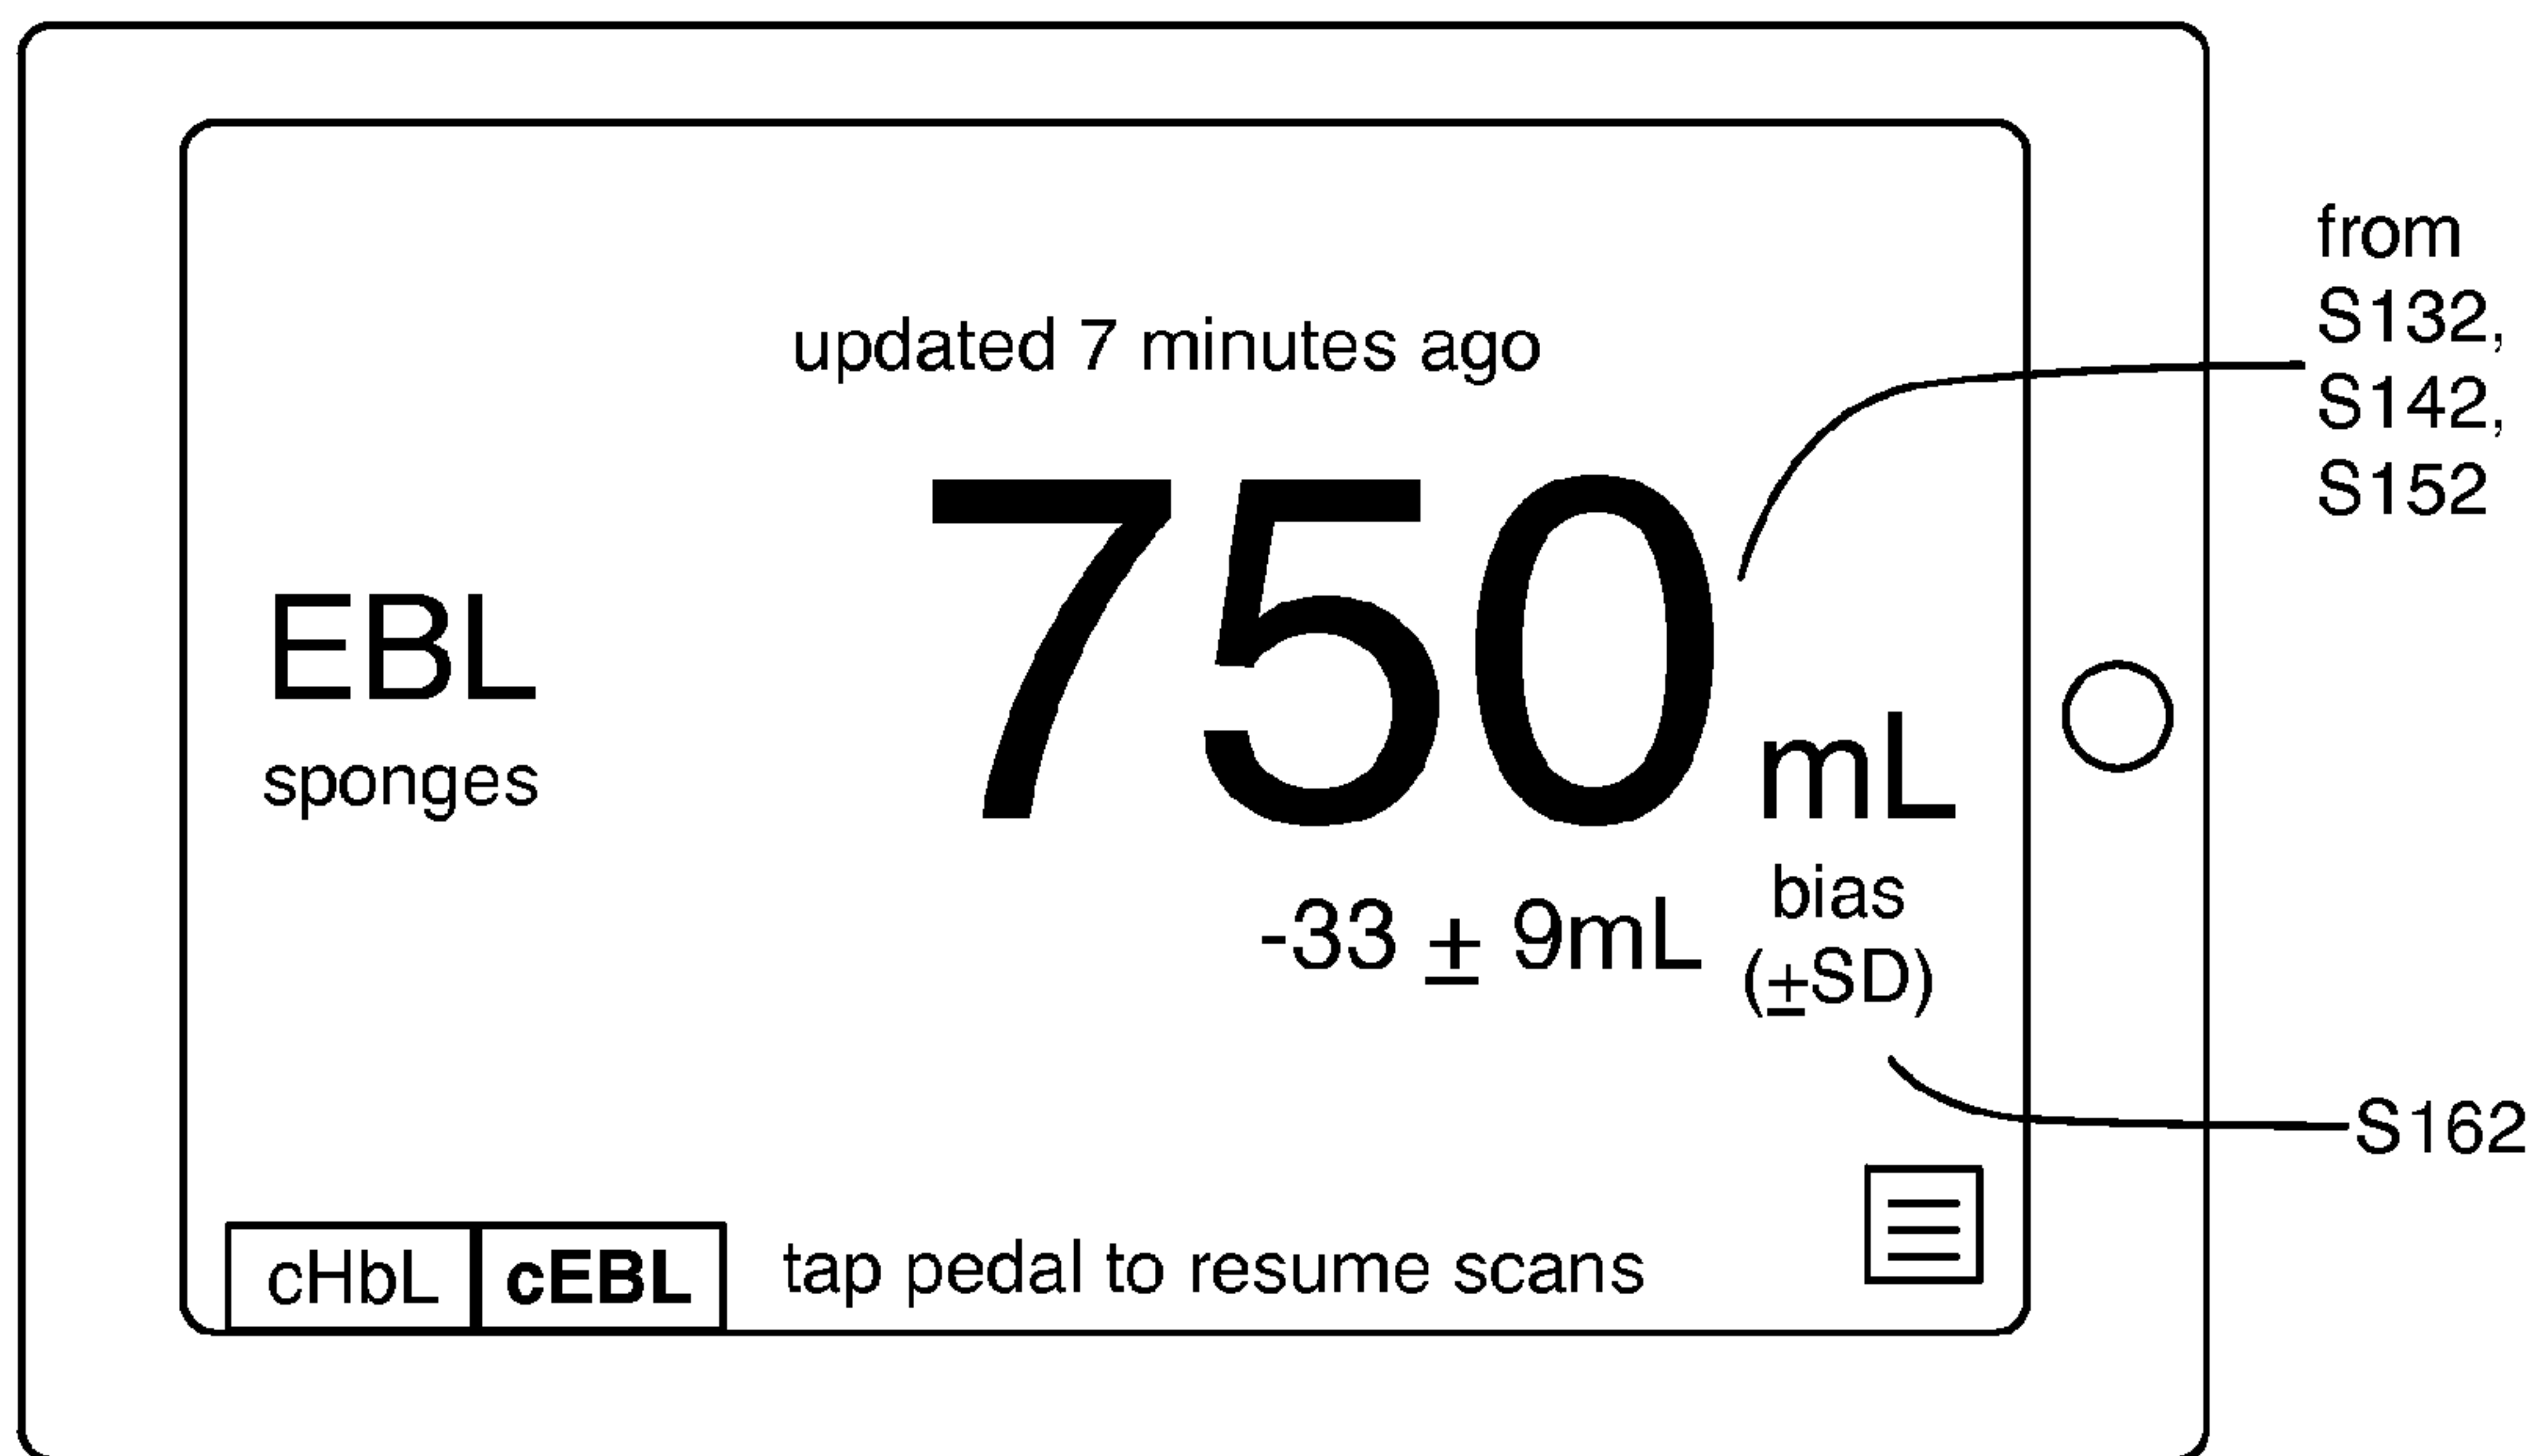 updated 7 minutes ago
from
S132,
S142,
S152
EBL
sponges
750 mL
-33 ± 9mL
bias
(±SD)
S162
cHbL
cEBL
tap pedal to resume scans